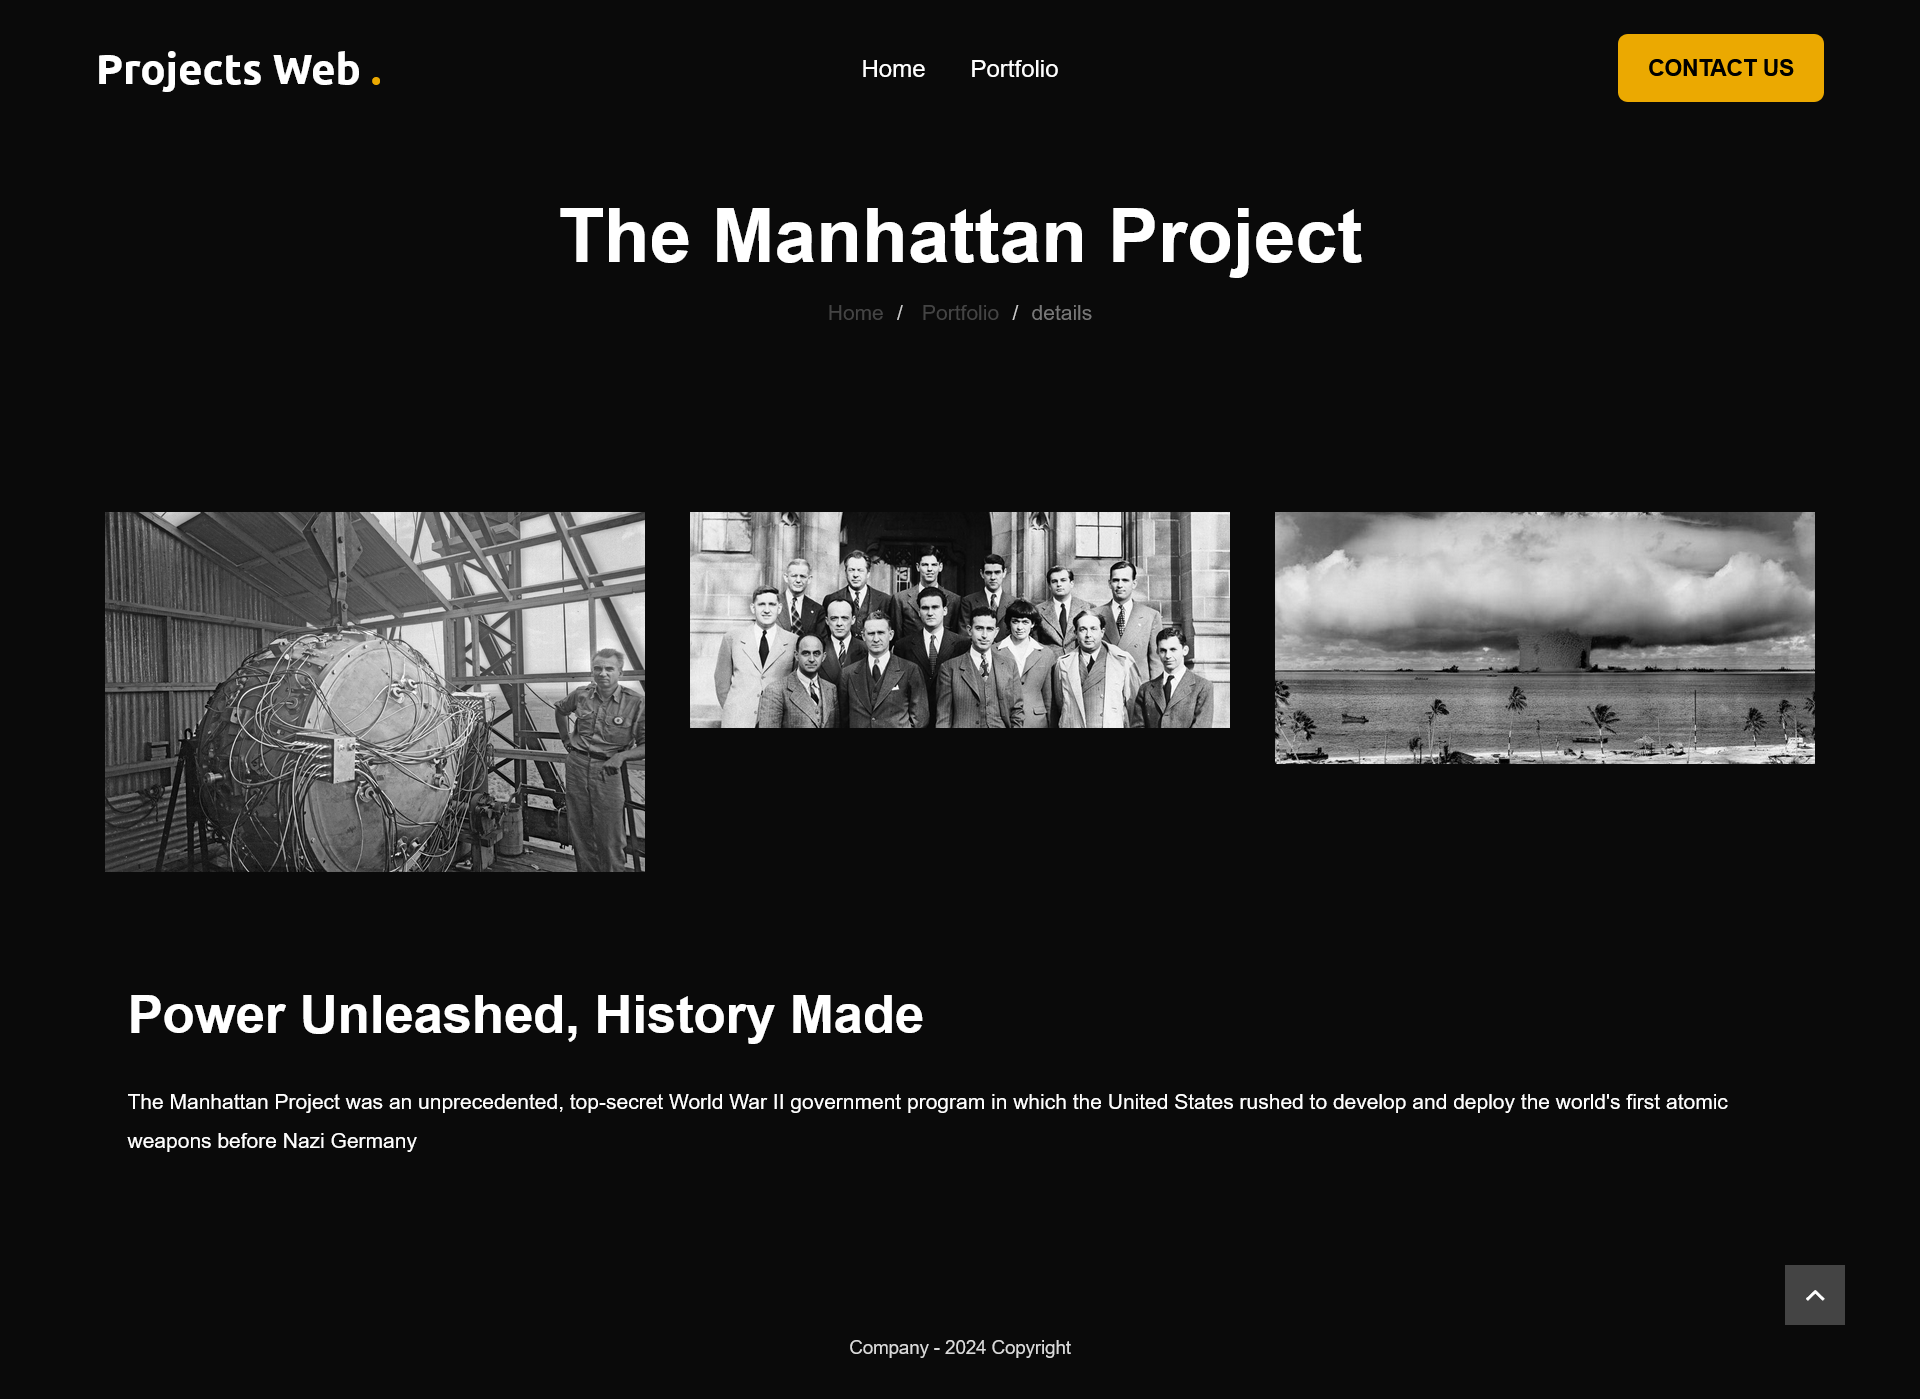 Projects Web .
Home
Portfolio
CONTACT US
The Manhattan Project
Home / Portfolio / details
Power Unleashed, History Made
The Manhattan Project was an unprecedented, top-secret World War II government program in which the United States rushed to develop and deploy the world's first atomic
weapons before Nazi Germany
Company - 2024 Copyright